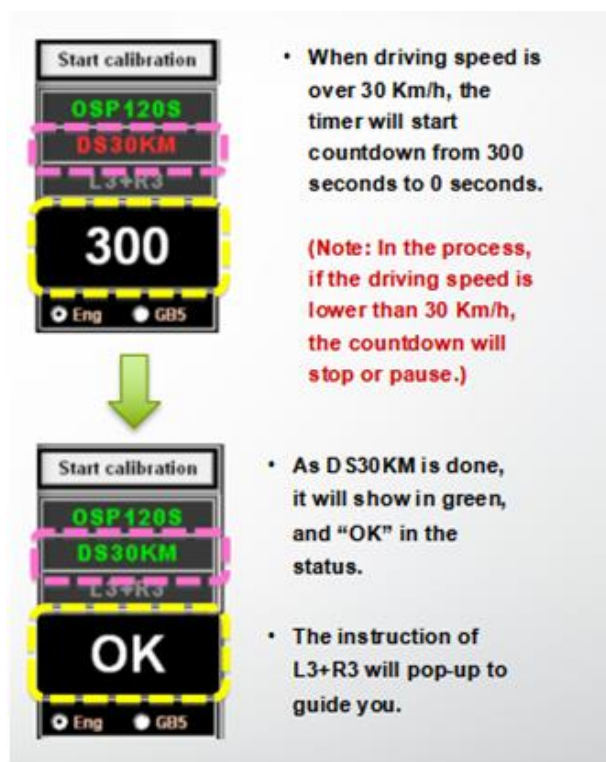 Start calibration
OSP120S
DS30KM
L3+R3
300
Eng GB5
• When driving speed is
over 30 Km/h, the
timer will start
countdown from 300
seconds to 0 seconds.
(Note: In the process,
if the driving speed is
lower than 30 Km/h,
the countdown will
stop or pause.)
Start calibration
OSP120S
DS30KM
L3+R3
OK
Eng GB5
• As DS30KM is done,
it will show in green,
and “OK” in the
status.
• The instruction of
L3+R3 will pop-up to
guide you.